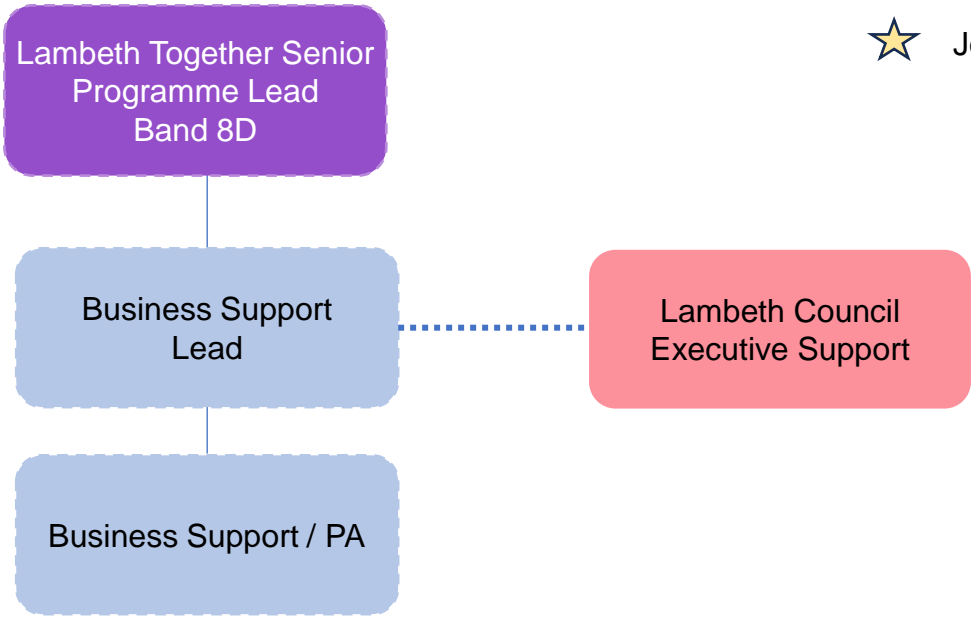 Lambeth Together Senior
Programme Lead
Band 8D
Business Support
Lead
Lambeth Council
Executive Support
Business Support / PA